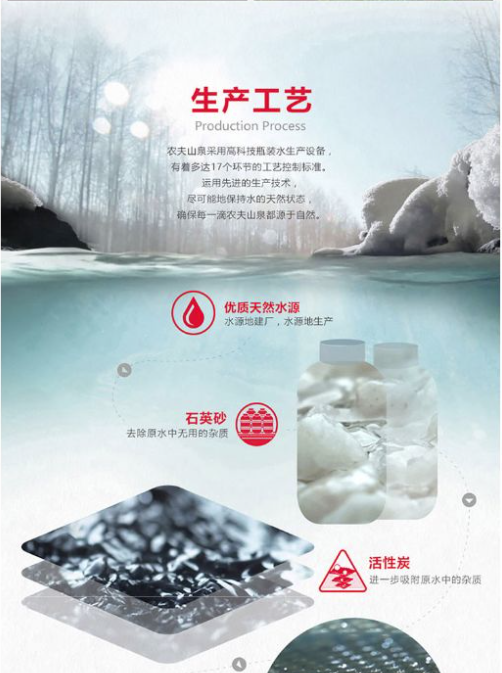 生产工艺
Production Process
农夫山泉采用高科技瓶装水生产设备，
有着多达17个环节的工艺控制标准。
运用先进的生产技术，
尽可能地保持水的天然状态，
确保每一滴农夫山泉都源于自然。
优质天然水源
水源地建厂，水源地生产
石英砂
去除原水中无用的杂质
活性炭
进一步吸附原水中的杂质